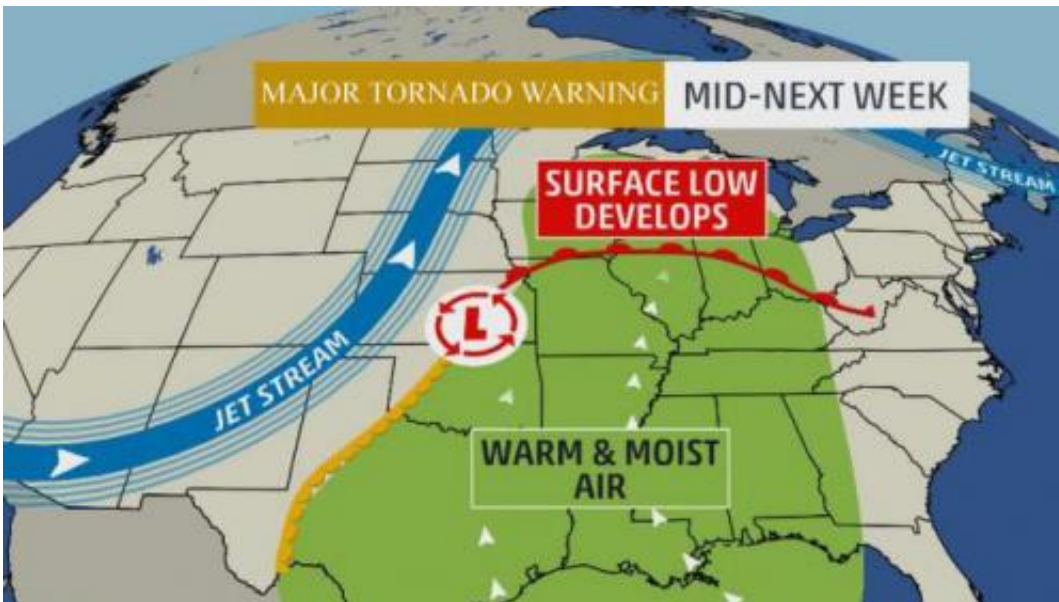 MAJOR TORNADO WARNING
MID-NEXT WEEK
JET STREAM
SURFACE LOW
DEVELOPS
L
JET STREAM
WARM & MOIST
AIR